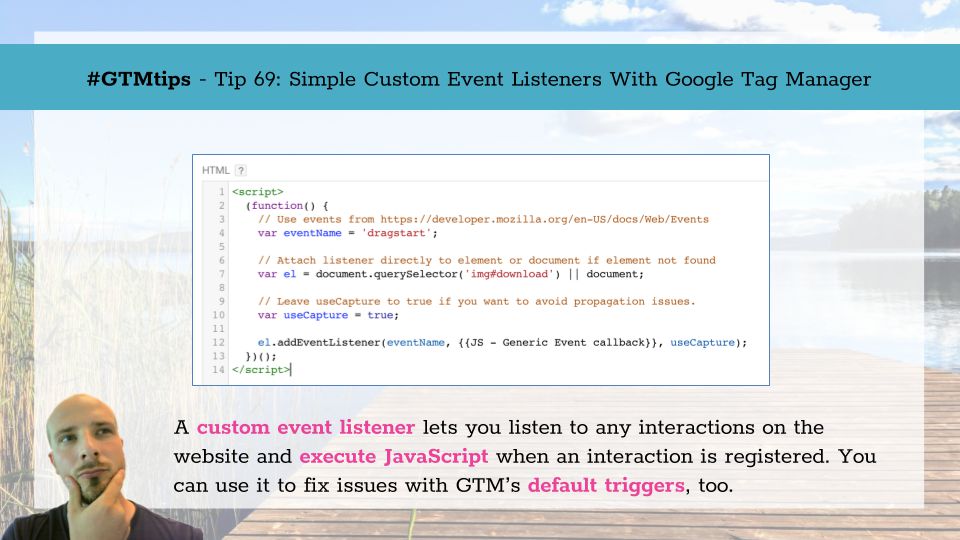 #GTMtips - Tip 69: Simple Custom Event Listeners With Google Tag Manager
HTML ?
1 <script>
2 (function() {
3 // Use events from https://developer.mozilla.org/en-US/docs/Web/Events
4 var eventName = 'dragstart';
5
6 // Attach listener directly to element or document if element not found
7 var el = document.querySelector('img#download') || document;
8
9 // Leave useCapture to true if you want to avoid propagation issues.
10 var useCapture = true;
11
12 el.addEventListener(eventName, {{JS - Generic Event callback}}, useCapture);
13 })();
14 </script>
A custom event listener lets you listen to any interactions on the
website and execute JavaScript when an interaction is registered. You
can use it to fix issues with GTM's default triggers, too.